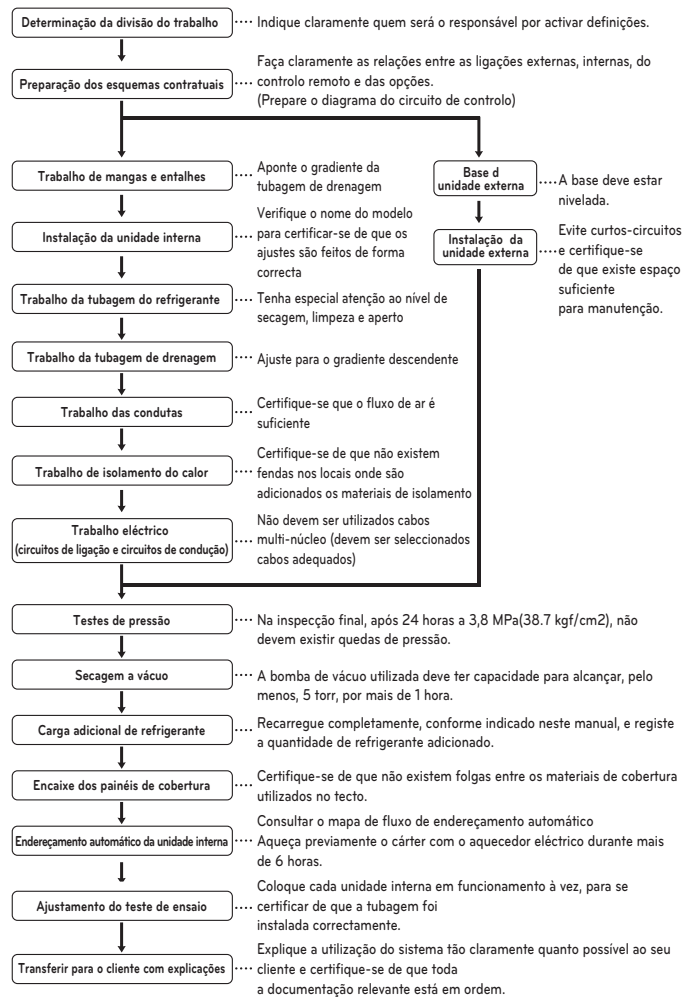 Determinação da divisão do trabalho
Indique claramente quem será o responsável por activar definições.
Preparação dos esquemas contratuais
Faça claramente as relações entre as ligações externas, internas, do
controlo remoto e das opções.
(Prepare o diagrama do circuito de controlo)
Trabalho de mangas e entalhes
Aponte o gradiente da
tubagem de drenagem
Base d
unidade externa
A base deve estar
nivelada.
Instalação da unidade interna
Verifique o nome do modelo
para certificar-se de que os
ajustes são feitos de forma
correcta
Instalação da
unidade externa
Evite curtos-circuitos
e certifique-se
de que existe espaço
suficiente
para manutenção.
Trabalho da tubagem do refrigerante
Tenha especial atenção ao nível de
secagem, limpeza e aperto
Trabalho da tubagem de drenagem
Ajuste para o gradiente descendente
Trabalho das condutas
Certifique-se que o fluxo de ar é
suficiente
Trabalho de isolamento do calor
Certifique-se de que não existem
fendas nos locais onde são
adicionados os materiais de isolamento
Trabalho eléctrico
(circuitos de ligação e circuitos de condução)
Não devem ser utilizados cabos
multi-núcleo (devem ser seleccionados
cabos adequados)
Testes de pressão
Na inspecção final, após 24 horas a 3,8 MPa(38.7 kgf/cm2), não
devem existir quedas de pressão.
Secagem a vácuo
A bomba de vácuo utilizada deve ter capacidade para alcançar, pelo
menos, 5 torr, por mais de 1 hora.
Carga adicional de refrigerante
Recarregue completamente, conforme indicado neste manual, e registe
a quantidade de refrigerante adicionado.
Encaixe dos painéis de cobertura
Certifique-se de que não existem folgas entre os materiais de cobertura
utilizados no tecto.
Endereçamento automático da unidade interna
Consultar o mapa de fluxo de endereçamento automático
Aqueça previamente o cárter com o aquecedor eléctrico durante mais
de 6 horas.
Ajustamento do teste de ensaio
Coloque cada unidade interna em funcionamento à vez, para se
certificar de que a tubagem foi
instalada correctamente.
Transferir para o cliente com explicações
Explique a utilização do sistema tão claramente quanto possível ao seu
cliente e certifique-se de que toda
a documentação relevante está em ordem.